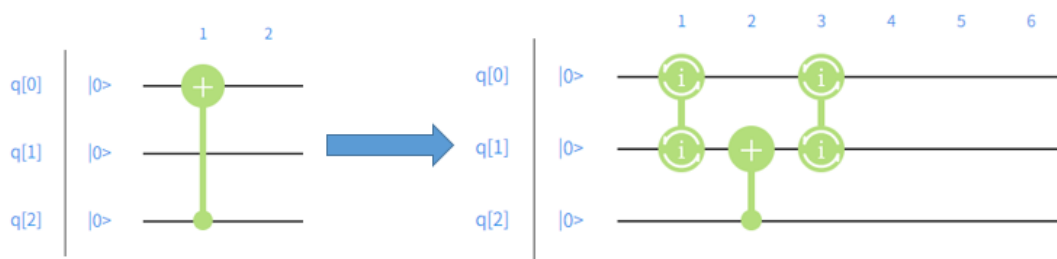 1 2
q[0] |0> +
q[1] |0>
q[2] |0>
1 2 3 4 5 6
q[0] |0> i i
q[1] |0> i + i
q[2] |0>